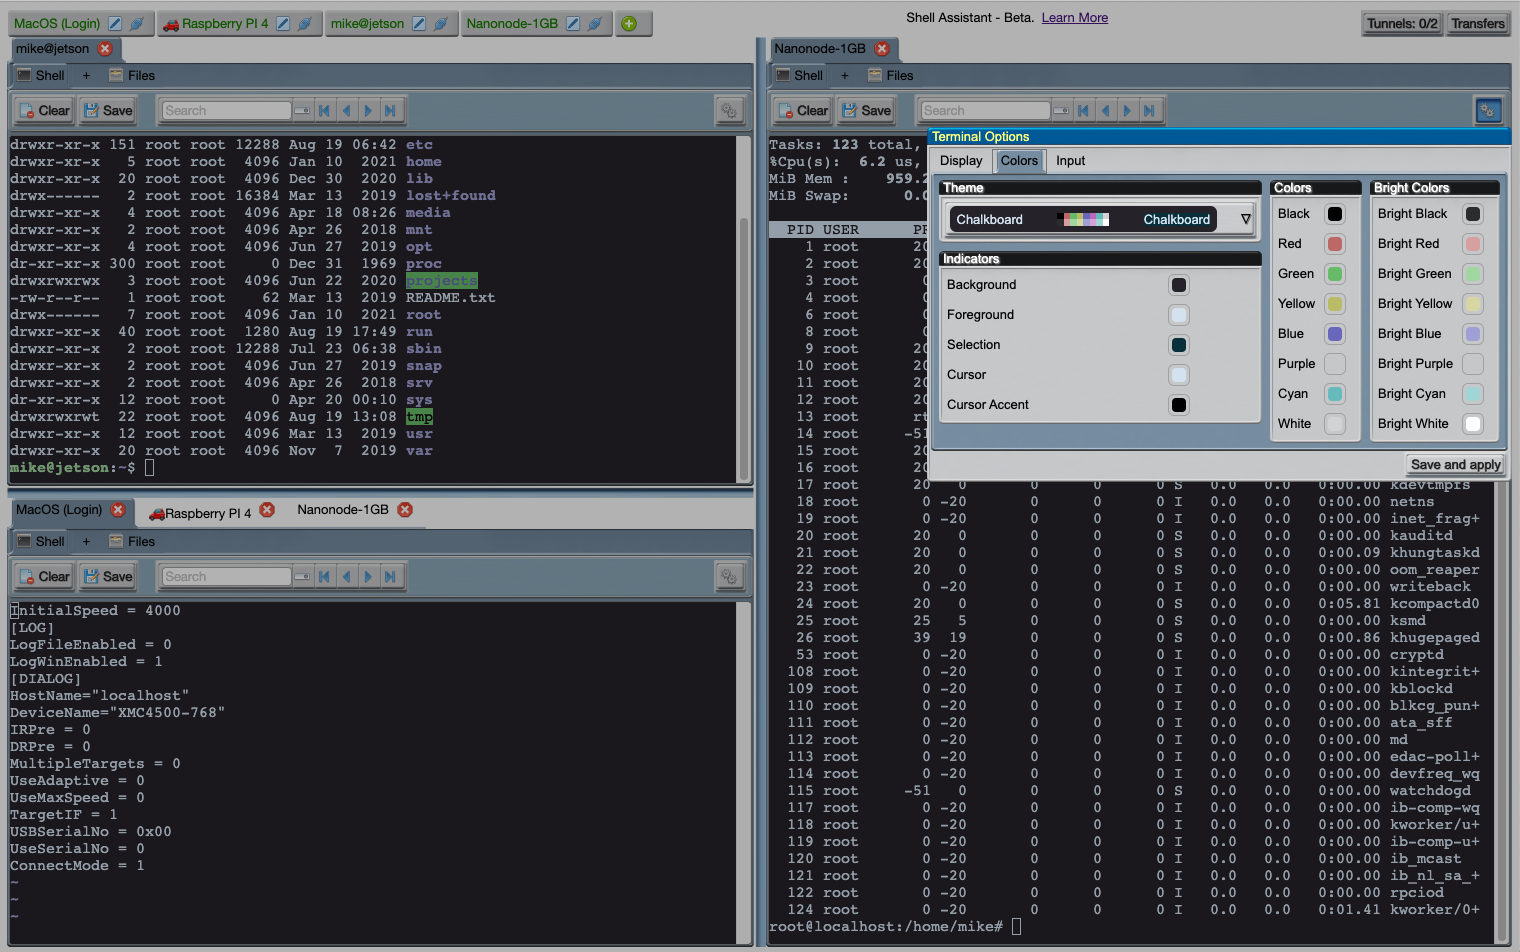 MacOS (Login)
Raspberry PI 4
mike@jetson
Nanonode-1GB
Shell Assistant - Beta. Learn More
Tunnels: 0/2
Transfers
mike@jetson
Shell + Files
Clear Save Search
drwxr-xr-x 151 root root 12288 Aug 19 06:42 etc
drwxr-xr-x 5 root root 4096 Jan 10 2021 home
drwxr-xr-x 20 root root 4096 Dec 30 2020 lib
drwx------ 2 root root 16384 Mar 13 2019 lost+found
drwxr-xr-x 4 root root 4096 Apr 18 08:26 media
drwxr-xr-x 2 root root 4096 Apr 26 2018 mnt
drwxr-xr-x 4 root root 4096 Jun 27 2019 opt
dr-xr-xr-x 300 root root 0 Dec 31 1969 proc
drwxrwxrwx 3 root root 4096 Jun 22 2020 projects
-rw-r--r-- 1 root root 62 Mar 13 2019 README.txt
drwx------ 7 root root 4096 Jan 10 2021 root
drwxr-xr-x 40 root root 1280 Aug 19 17:49 run
drwxr-xr-x 2 root root 12288 Jul 23 06:38 sbin
drwxr-xr-x 2 root root 4096 Jun 27 2019 snap
drwxr-xr-x 2 root root 4096 Apr 26 2018 srv
dr-xr-xr-x 12 root root 0 Apr 20 00:10 sys
drwxrwxrwt 22 root root 4096 Aug 19 13:08 tmp
drwxr-xr-x 12 root root 4096 Mar 13 2019 usr
drwxr-xr-x 20 root root 4096 Nov 7 2019 var
mike@jetson:~$
MacOS (Login)
Raspberry PI 4
Nanonode-1GB
Shell + Files
Clear Save Search
InitialSpeed = 4000
[LOG]
LogFileEnabled = 0
LogWinEnabled = 1
[DIALOG]
HostName="localhost"
DeviceName="XMC4500-768"
IRPre = 0
DRPre = 0
MultipleTargets = 0
UseAdaptive = 0
UseMaxSpeed = 0
TargetIF = 1
USBSerialNo = 0x00
UseSerialNo = 0
ConnectMode = 1
~
~
~
Nanonode-1GB
Shell + Files
Clear Save Search
Tasks: 123 total,
%Cpu(s): 6.2 us,
MiB Mem : 959.2
MiB Swap: 0.0
PID USER PR
1 root 20
2 root 20
3 root 0
4 root 0
6 root 0
8 root 0
9 root 20
10 root 20
11 root 20
12 root 20
13 root rt
14 root -51
15 root 20
16 root 20
17 root 20 0 0 0 0 S 0.0 0.0 0:00.00 kdevtmpfs
18 root 0 -20 0 0 0 I 0.0 0.0 0:00.00 netns
19 root 0 -20 0 0 0 I 0.0 0.0 0:00.00 inet_frag+
20 root 20 0 0 0 0 S 0.0 0.0 0:00.00 kauditd
21 root 20 0 0 0 0 S 0.0 0.0 0:00.09 khungtaskd
22 root 20 0 0 0 0 S 0.0 0.0 0:00.00 oom_reaper
23 root 0 -20 0 0 0 I 0.0 0.0 0:00.00 writeback
24 root 20 0 0 0 0 S 0.0 0.0 0:05.81 kcompactd0
25 root 25 5 0 0 0 S 0.0 0.0 0:00.00 ksmd
26 root 39 19 0 0 0 S 0.0 0.0 0:00.86 khugepaged
53 root 0 -20 0 0 0 I 0.0 0.0 0:00.00 cryptd
108 root 0 -20 0 0 0 I 0.0 0.0 0:00.00 kintegrit+
109 root 0 -20 0 0 0 I 0.0 0.0 0:00.00 kblockd
110 root 0 -20 0 0 0 I 0.0 0.0 0:00.00 blkcg_pun+
111 root 0 -20 0 0 0 I 0.0 0.0 0:00.00 ata_sff
112 root 0 -20 0 0 0 I 0.0 0.0 0:00.00 md
113 root 0 -20 0 0 0 I 0.0 0.0 0:00.00 edac-poll+
114 root 0 -20 0 0 0 I 0.0 0.0 0:00.00 devfreq_wq
115 root -51 0 0 0 0 S 0.0 0.0 0:00.00 watchdogd
117 root 0 -20 0 0 0 I 0.0 0.0 0:00.00 ib-comp-wq
118 root 0 -20 0 0 0 I 0.0 0.0 0:00.00 kworker/u+
119 root 0 -20 0 0 0 I 0.0 0.0 0:00.00 ib-comp-u+
120 root 0 -20 0 0 0 I 0.0 0.0 0:00.00 ib_mcast
121 root 0 -20 0 0 0 I 0.0 0.0 0:00.00 ib_nl_sa_+
122 root 0 -20 0 0 0 I 0.0 0.0 0:00.00 rpciod
124 root 0 -20 0 0 0 I 0.0 0.0 0:01.41 kworker/0+
root@localhost:/home/mike#
Terminal Options
Display Colors Input
Theme
Chalkboard Chalkboard
Indicators
Background
Foreground
Selection
Cursor
Cursor Accent
Colors
Black
Red
Green
Yellow
Blue
Purple
Cyan
White
Bright Colors
Bright Black
Bright Red
Bright Green
Bright Yellow
Bright Blue
Bright Purple
Bright Cyan
Bright White
Save and apply